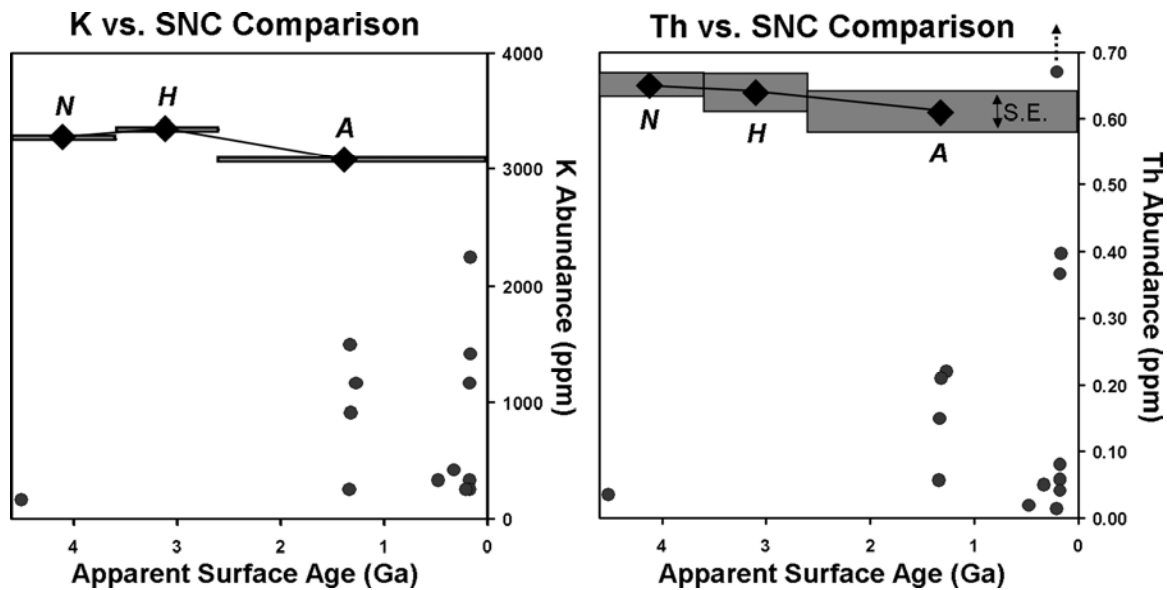 K vs. SNC Comparison
N
H
A
4000
3000
2000
1000
0
K Abundance (ppm)
4
3
2
1
0
Apparent Surface Age (Ga)
Th vs. SNC Comparison
N
H
A
S.E.
0.70
0.60
0.50
0.40
0.30
0.20
0.10
0.00
Th Abundance (ppm)
4
3
2
1
0
Apparent Surface Age (Ga)